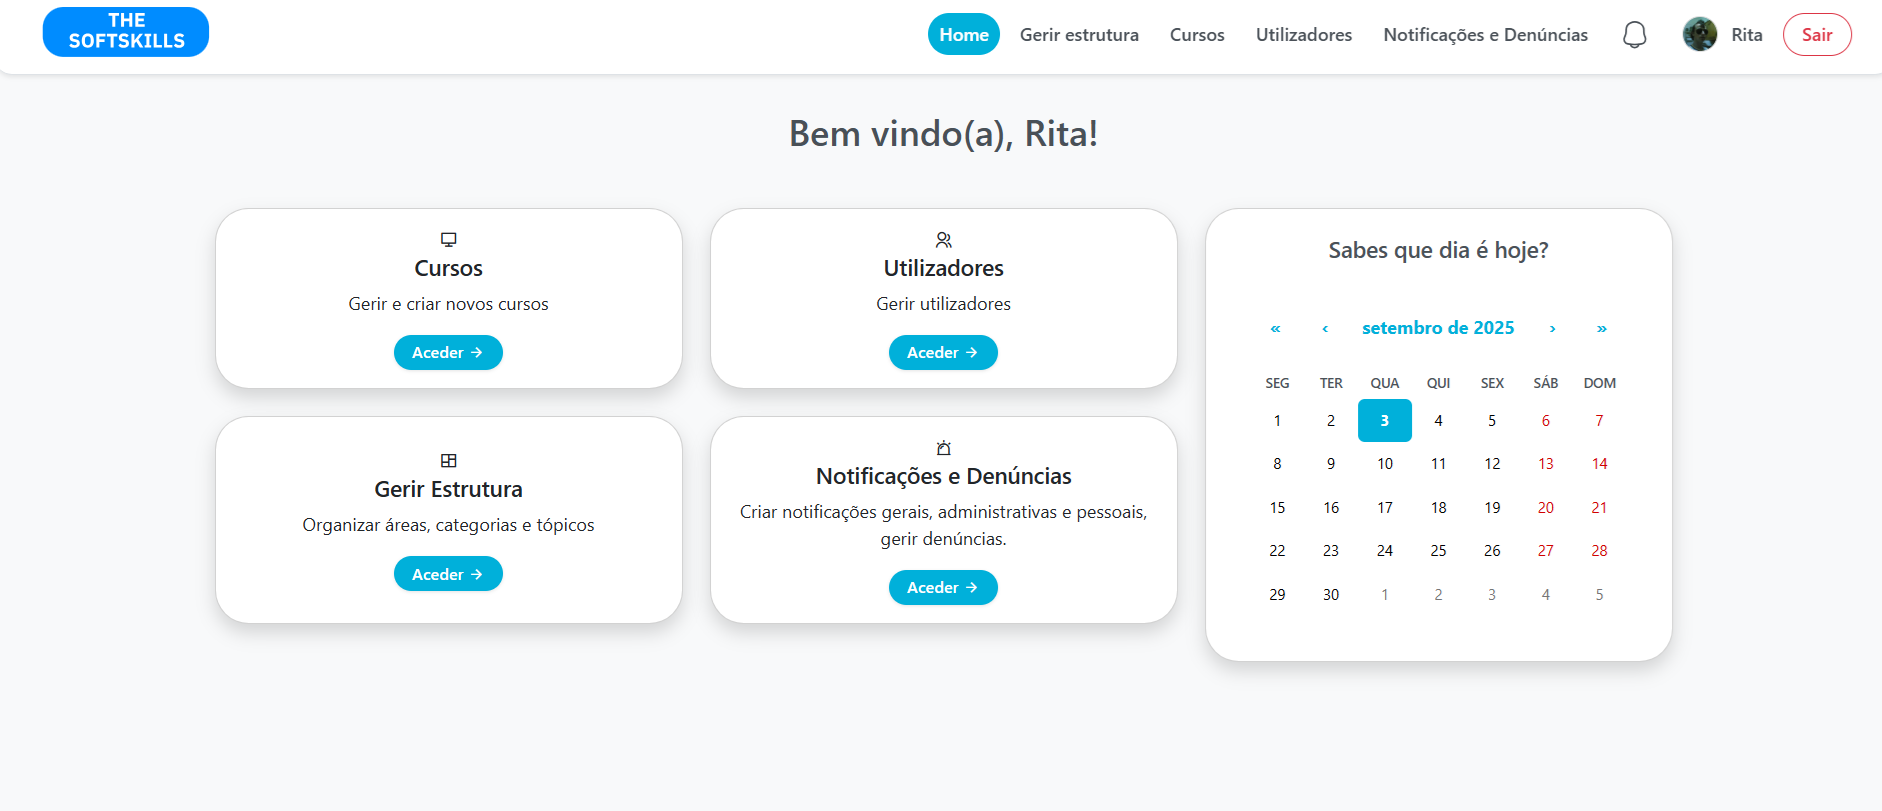 THE
SOFTSKILLS
Home Gerir estrutura Cursos Utilizadores Notificações e Denúncias Rita Sair
Bem vindo(a), Rita!
Cursos
Gerir e criar novos cursos
Aceder →
Utilizadores
Gerir utilizadores
Aceder →
Gerir Estrutura
Organizar áreas, categorias e tópicos
Aceder →
Notificações e Denúncias
Criar notificações gerais, administrativas e pessoais,
gerir denúncias.
Aceder →
Sabes que dia é hoje?
« ‹ setembro de 2025 › »
SEG TER QUA QUI SEX SÁB DOM
1 2 3 4 5 6 7
8 9 10 11 12 13 14
15 16 17 18 19 20 21
22 23 24 25 26 27 28
29 30 1 2 3 4 5